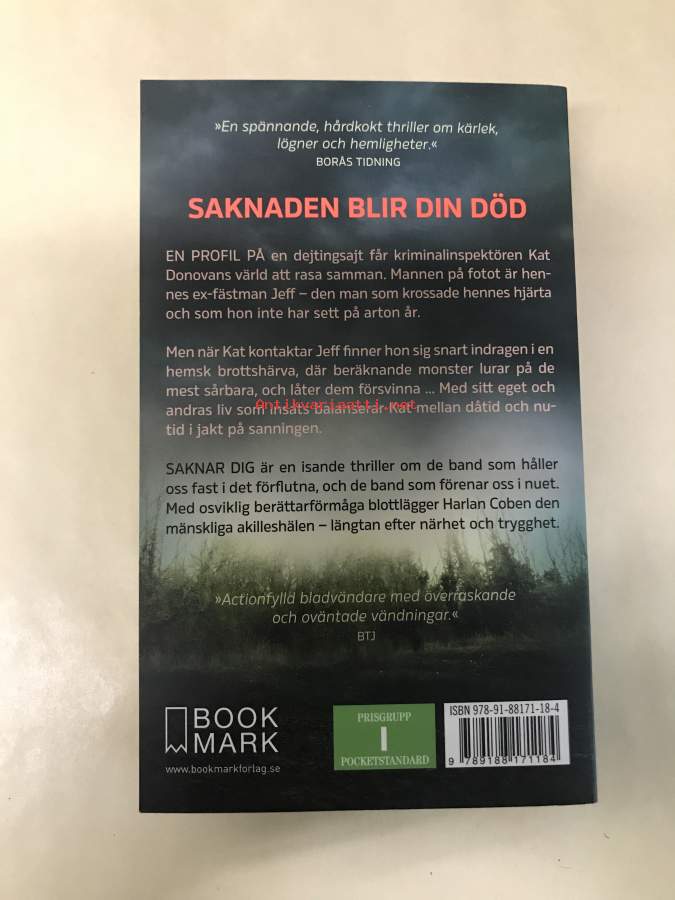 »En spännande, hårdkokt thriller om kärlek,
lögner och hemligheter.«
BORÅS TIDNING
SAKNADEN BLIR DIN DÖD
EN PROFIL PÅ en dejtingsajt får kriminalinspektören Kat
Donovans värld att rasa samman. Mannen på fotot är hen-
nes ex-fästman Jeff – den man som krossade hennes hjärta
och som hon inte har sett på arton år.
Men när Kat kontaktar Jeff finner hon sig snart indragen i en
hemsk brottshärva, där beräknande monster lurar på de
mest sårbara, och låter dem försvinna ... Med sitt eget och
andras liv som insats balanserar Kat mellan dåtid och nu-
Antikvariaatti.net
tid i jakt på sanningen.
SAKNAR DIG är en isande thriller om de band som håller
oss fast i det förflutna, och de band som förenar oss i nuet.
Med osviklig berättarförmåga blottlägger Harlan Coben den
mänskliga akilleshälen – längtan efter närhet och trygghet.
»Actionfylld bladvändare med överraskande
och oväntade vändningar.«
BTJ
BOOK
MARK
www.bookmarkforlag.se
PRISGRUPP
I
POCKETSTANDARD
ISBN 978-91-88171-18-4
9 789188 171184